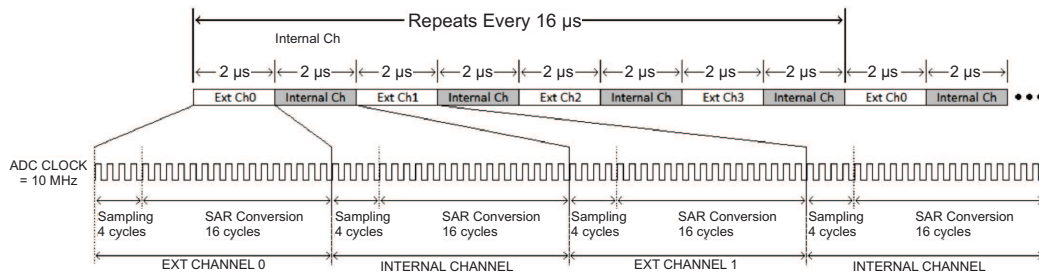 Repeats Every 16 µs
Internal Ch
2 µs 2 µs 2 µs 2 µs 2 µs 2 µs 2 µs 2 µs 2 µs 2 µs
Ext Ch0 Internal Ch Ext Ch1 Internal Ch Ext Ch2 Internal Ch Ext Ch3 Internal Ch Ext Ch0 Internal Ch
ADC CLOCK
= 10 MHz
Sampling SAR Conversion Sampling SAR Conversion Sampling SAR Conversion Sampling SAR Conversion
4 cycles 16 cycles 4 cycles 16 cycles 4 cycles 16 cycles 4 cycles 16 cycles
EXT CHANNEL 0 INTERNAL CHANNEL EXT CHANNEL 1 INTERNAL CHANNEL